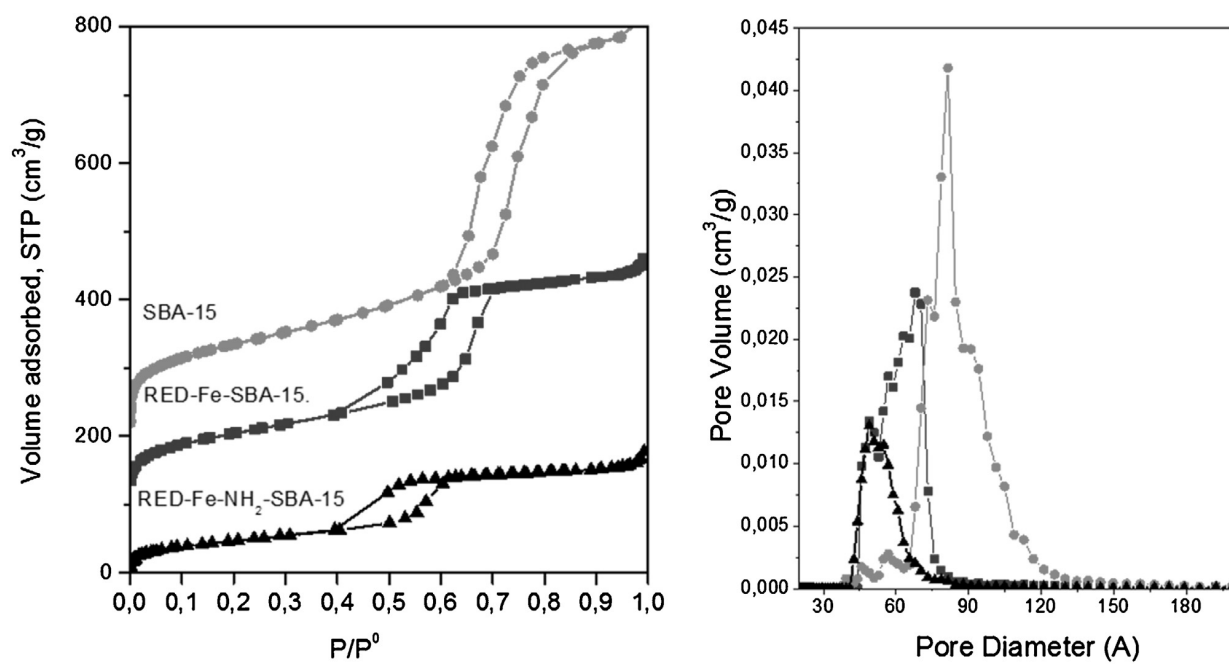 Volume adsorbed, STP (cm³/g)
800
600
400
200
0
SBA-15
RED-Fe-SBA-15.
RED-Fe-NH₂-SBA-15
0,0 0,1 0,2 0,3 0,4 0,5 0,6 0,7 0,8 0,9 1,0
P/P⁰
Pore Volume (cm³/g)
0,045
0,040
0,035
0,030
0,025
0,020
0,015
0,010
0,005
0,000
30 60 90 120 150 180
Pore Diameter (A)